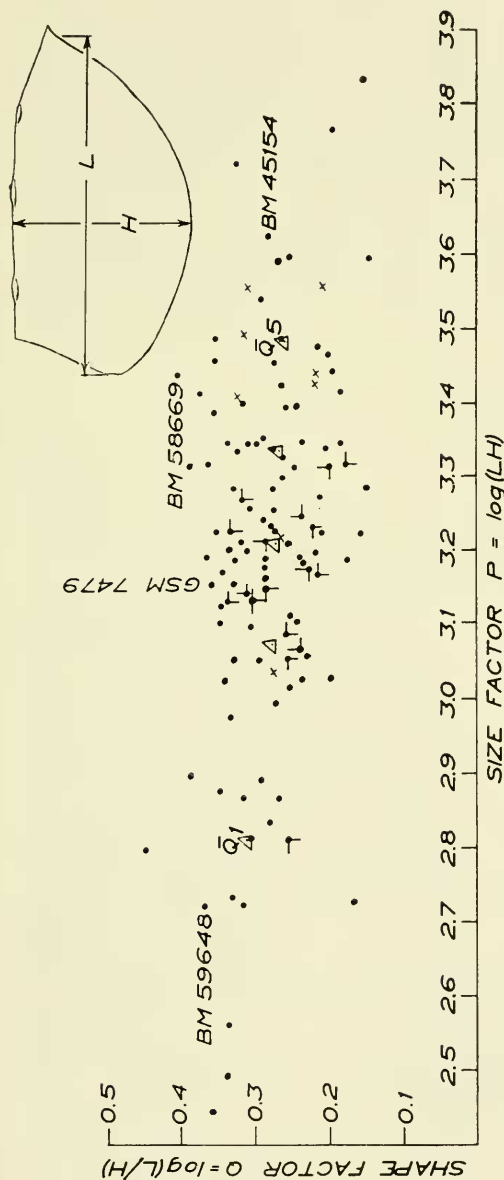 L
H
BM 59648
Q̄1
GSM 7479
BM 58669
Q̄5
BM 45154
SHAPE FACTOR Q = log(L/H)
0.5
0.4
0.3
0.2
0.1
2.5 2.6 2.7 2.8 2.9 3.0 3.1 3.2 3.3 3.4 3.5 3.6 3.7 3.8 3.9
SIZE FACTOR P = log(LH)